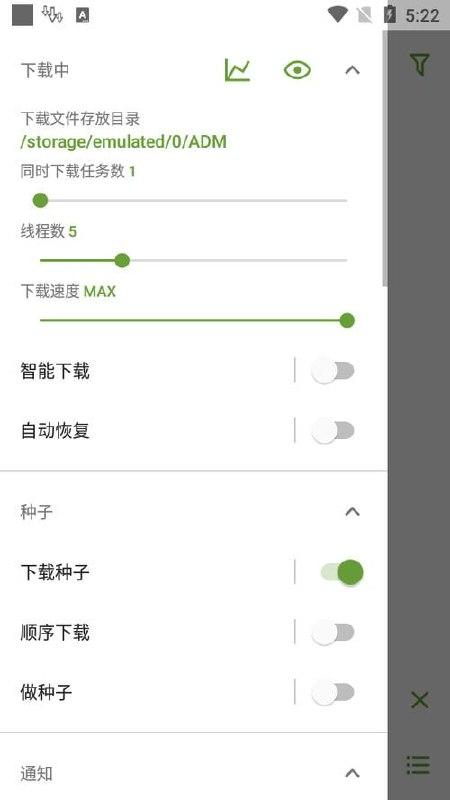 5:22
下载中
下载文件存放目录
/storage/emulated/0/ADM
同时下载任务数 1
线程数 5
下载速度 MAX
智能下载
自动恢复
种子
下载种子
顺序下载
做种子
通知